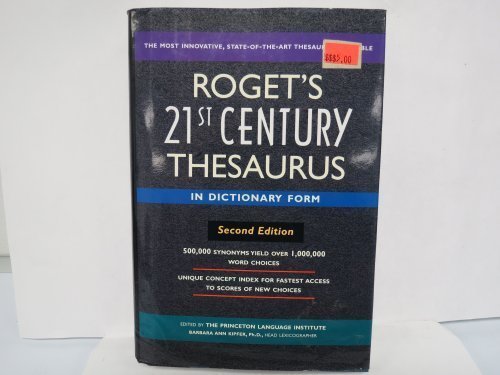 THE MOST INNOVATIVE, STATE-OF-THE-ART
ROGET'S
21ST CENTURY
THESAURUS
IN DICTIONARY FORM
Second Edition
500,000 SYNONYMS YIELD OVER 1,000,000
WORD CHOICES
UNIQUE CONCEPT INDEX FOR FASTEST ACCESS
TO SCORES OF NEW CHOICES
EDITED BY THE PRINCETON LANGUAGE INSTITUTE
BARBARA ANN KIPFER, Ph.D., HEAD LEXICOGRAPHER